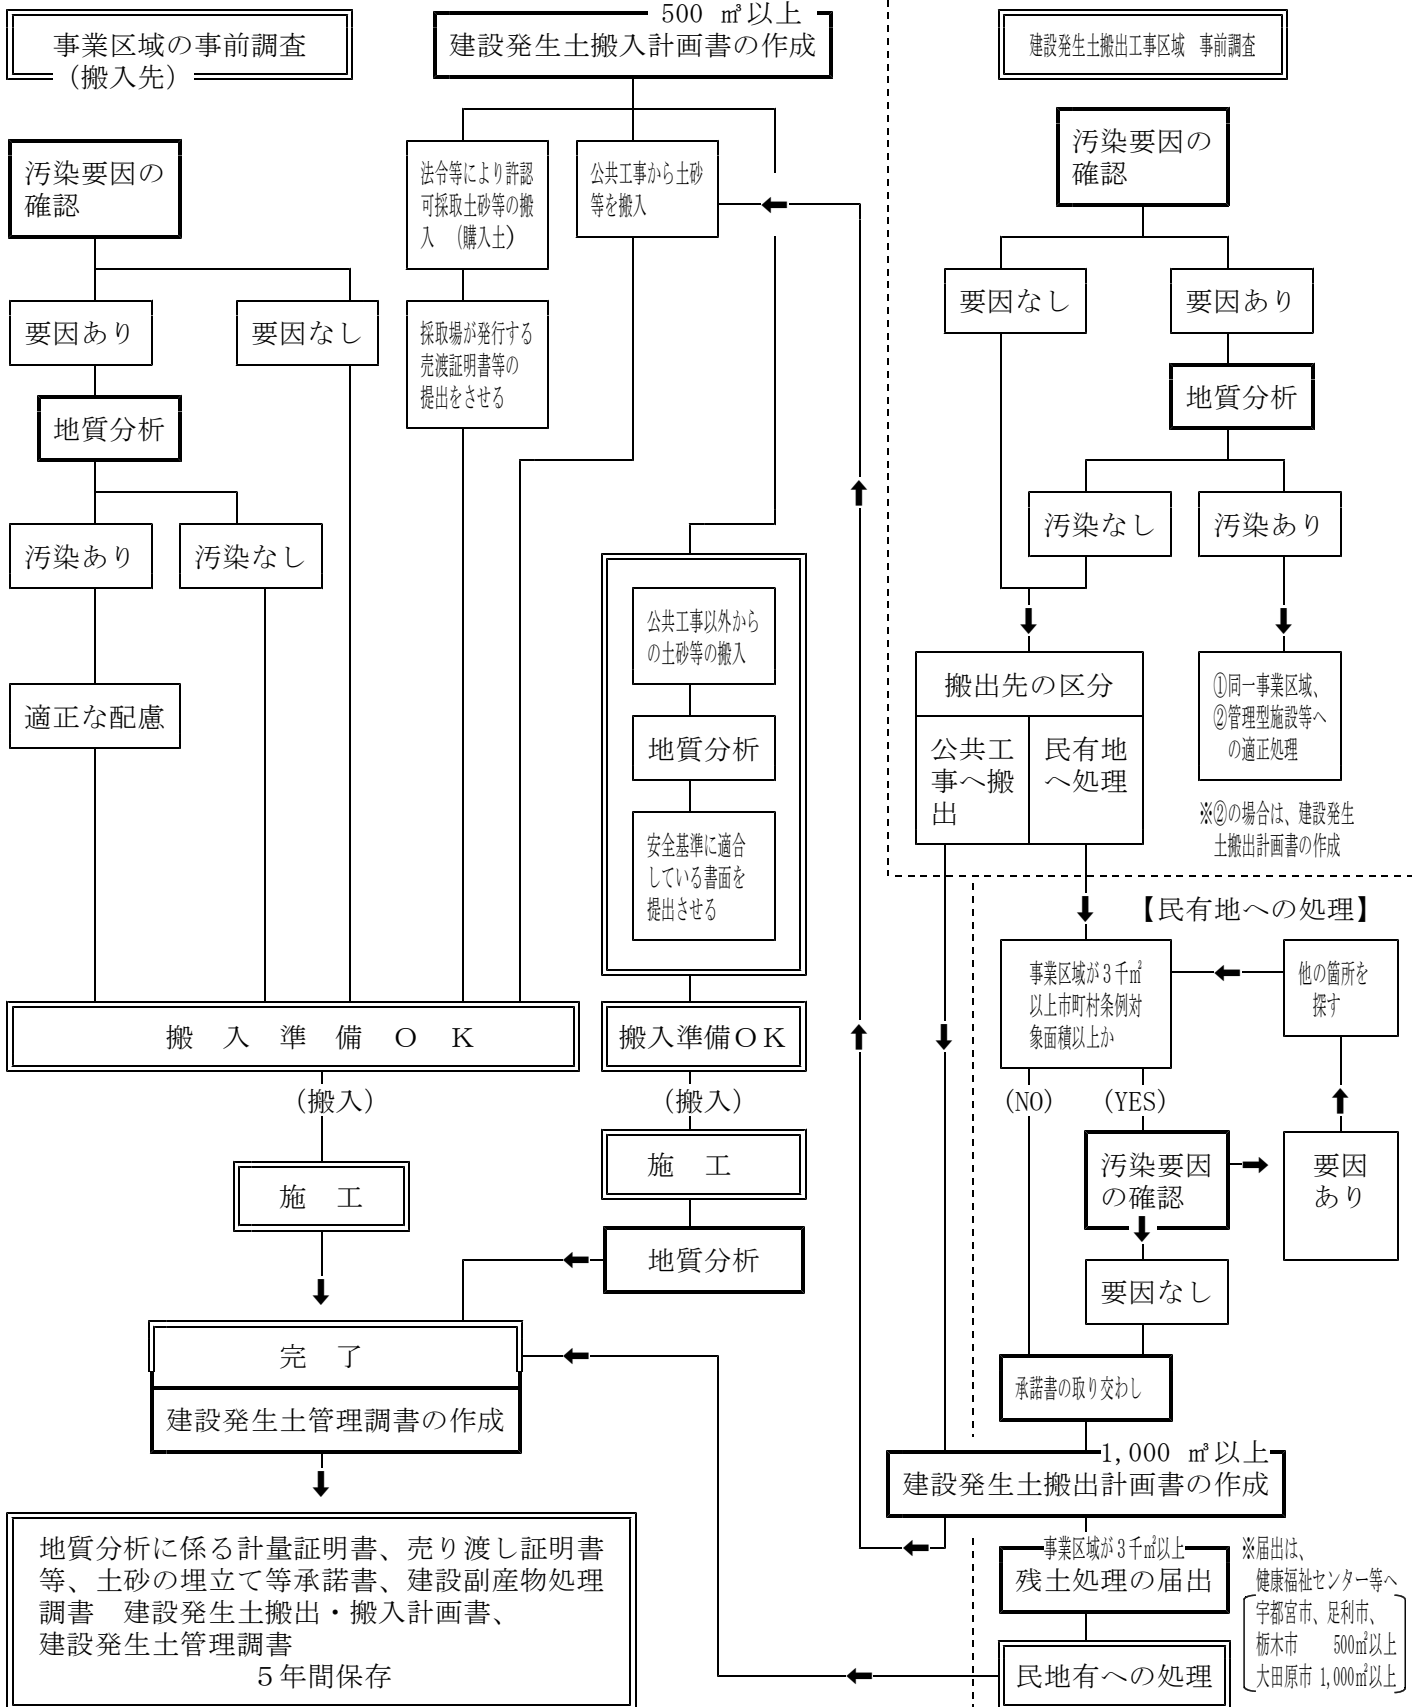 事業区域の事前調査
(搬入先)
500 ㎥以上
建設発生土搬入計画書の作成
建設発生土搬出工事区域　事前調査
汚染要因の
確認
要因あり
要因なし
地質分析
汚染あり
汚染なし
適正な配慮
法令等により許認
可採取土砂等の搬
入　(購入土)
採取場が発行する
売渡証明書等の
提出をさせる
公共工事から土砂
等を搬入
公共工事以外から
の土砂等の搬入
地質分析
安全基準に適合
している書面を
提出させる
汚染要因の
確認
要因なし
要因あり
地質分析
汚染なし
汚染あり
搬出先の区分
公共工
事へ搬
出
民有地
へ処理
①同一事業区域、
②管理型施設等へ
の適正処理
※②の場合は、建設発生
土搬出計画書の作成
【民有地への処理】
事業区域が3千㎡
以上市町村条例対
象面積以上か
他の箇所を
探す
(NO)
(YES)
汚染要因
の確認
要因
あり
要因なし
承諾書の取り交わし
1,000 ㎥以上
建設発生土搬出計画書の作成
事業区域が3千㎡以上
残土処理の届出
※届出は、
健康福祉センター等へ
宇都宮市、足利市、
栃木市　　500㎡以上
大田原市 1,000㎡以上
民地有への処理
搬　入　準　備　Ｏ　Ｋ
(搬入)
施　工
搬入準備ＯＫ
(搬入)
施　工
地質分析
完　了
建設発生土管理調書の作成
地質分析に係る計量証明書、売り渡し証明書
等、土砂の埋立て等承諾書、建設副産物処理
調書　建設発生土搬出・搬入計画書、
建設発生土管理調書
５年間保存